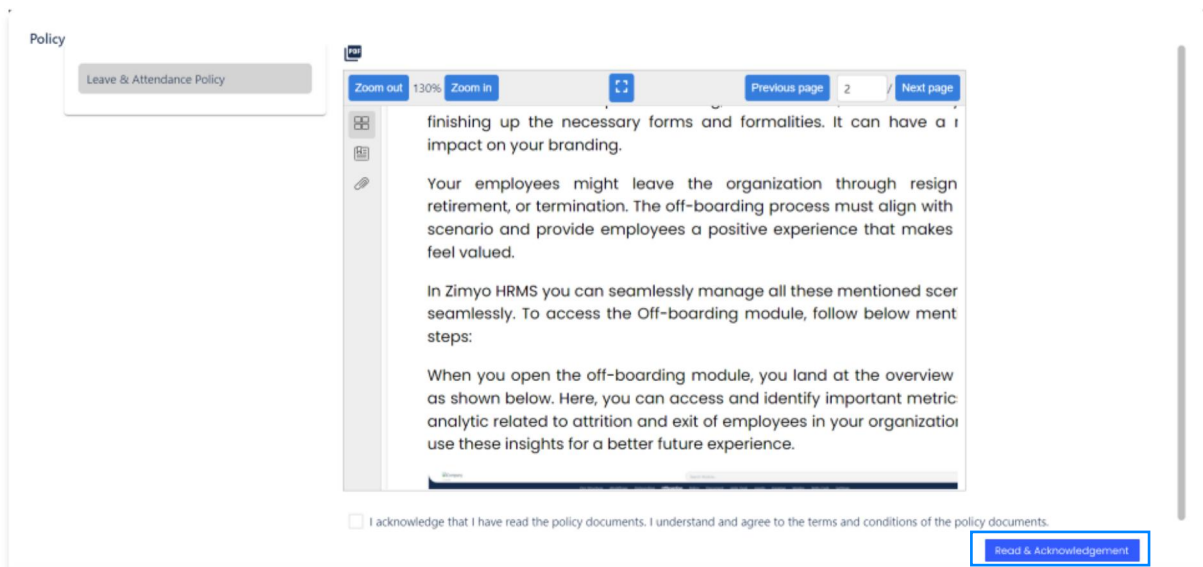 Policy
Leave & Attendance Policy
PDF
Zoom out 130% Zoom in Previous page 2 / Next page
finishing up the necessary forms and formalities. It can have a
impact on your branding.
Your employees might leave the organization through resign
retirement, or termination. The off-boarding process must align with
scenario and provide employees a positive experience that makes
feel valued.
In Zimyo HRMS you can seamlessly manage all these mentioned scer
seamlessly. To access the Off-boarding module, follow below ment
steps:
When you open the off-boarding module, you land at the overview
as shown below. Here, you can access and identify important metric
analytic related to attrition and exit of employees in your organization
use these insights for a better future experience.
I acknowledge that I have read the policy documents. I understand and agree to the terms and conditions of the policy documents.
Read & Acknowledgement